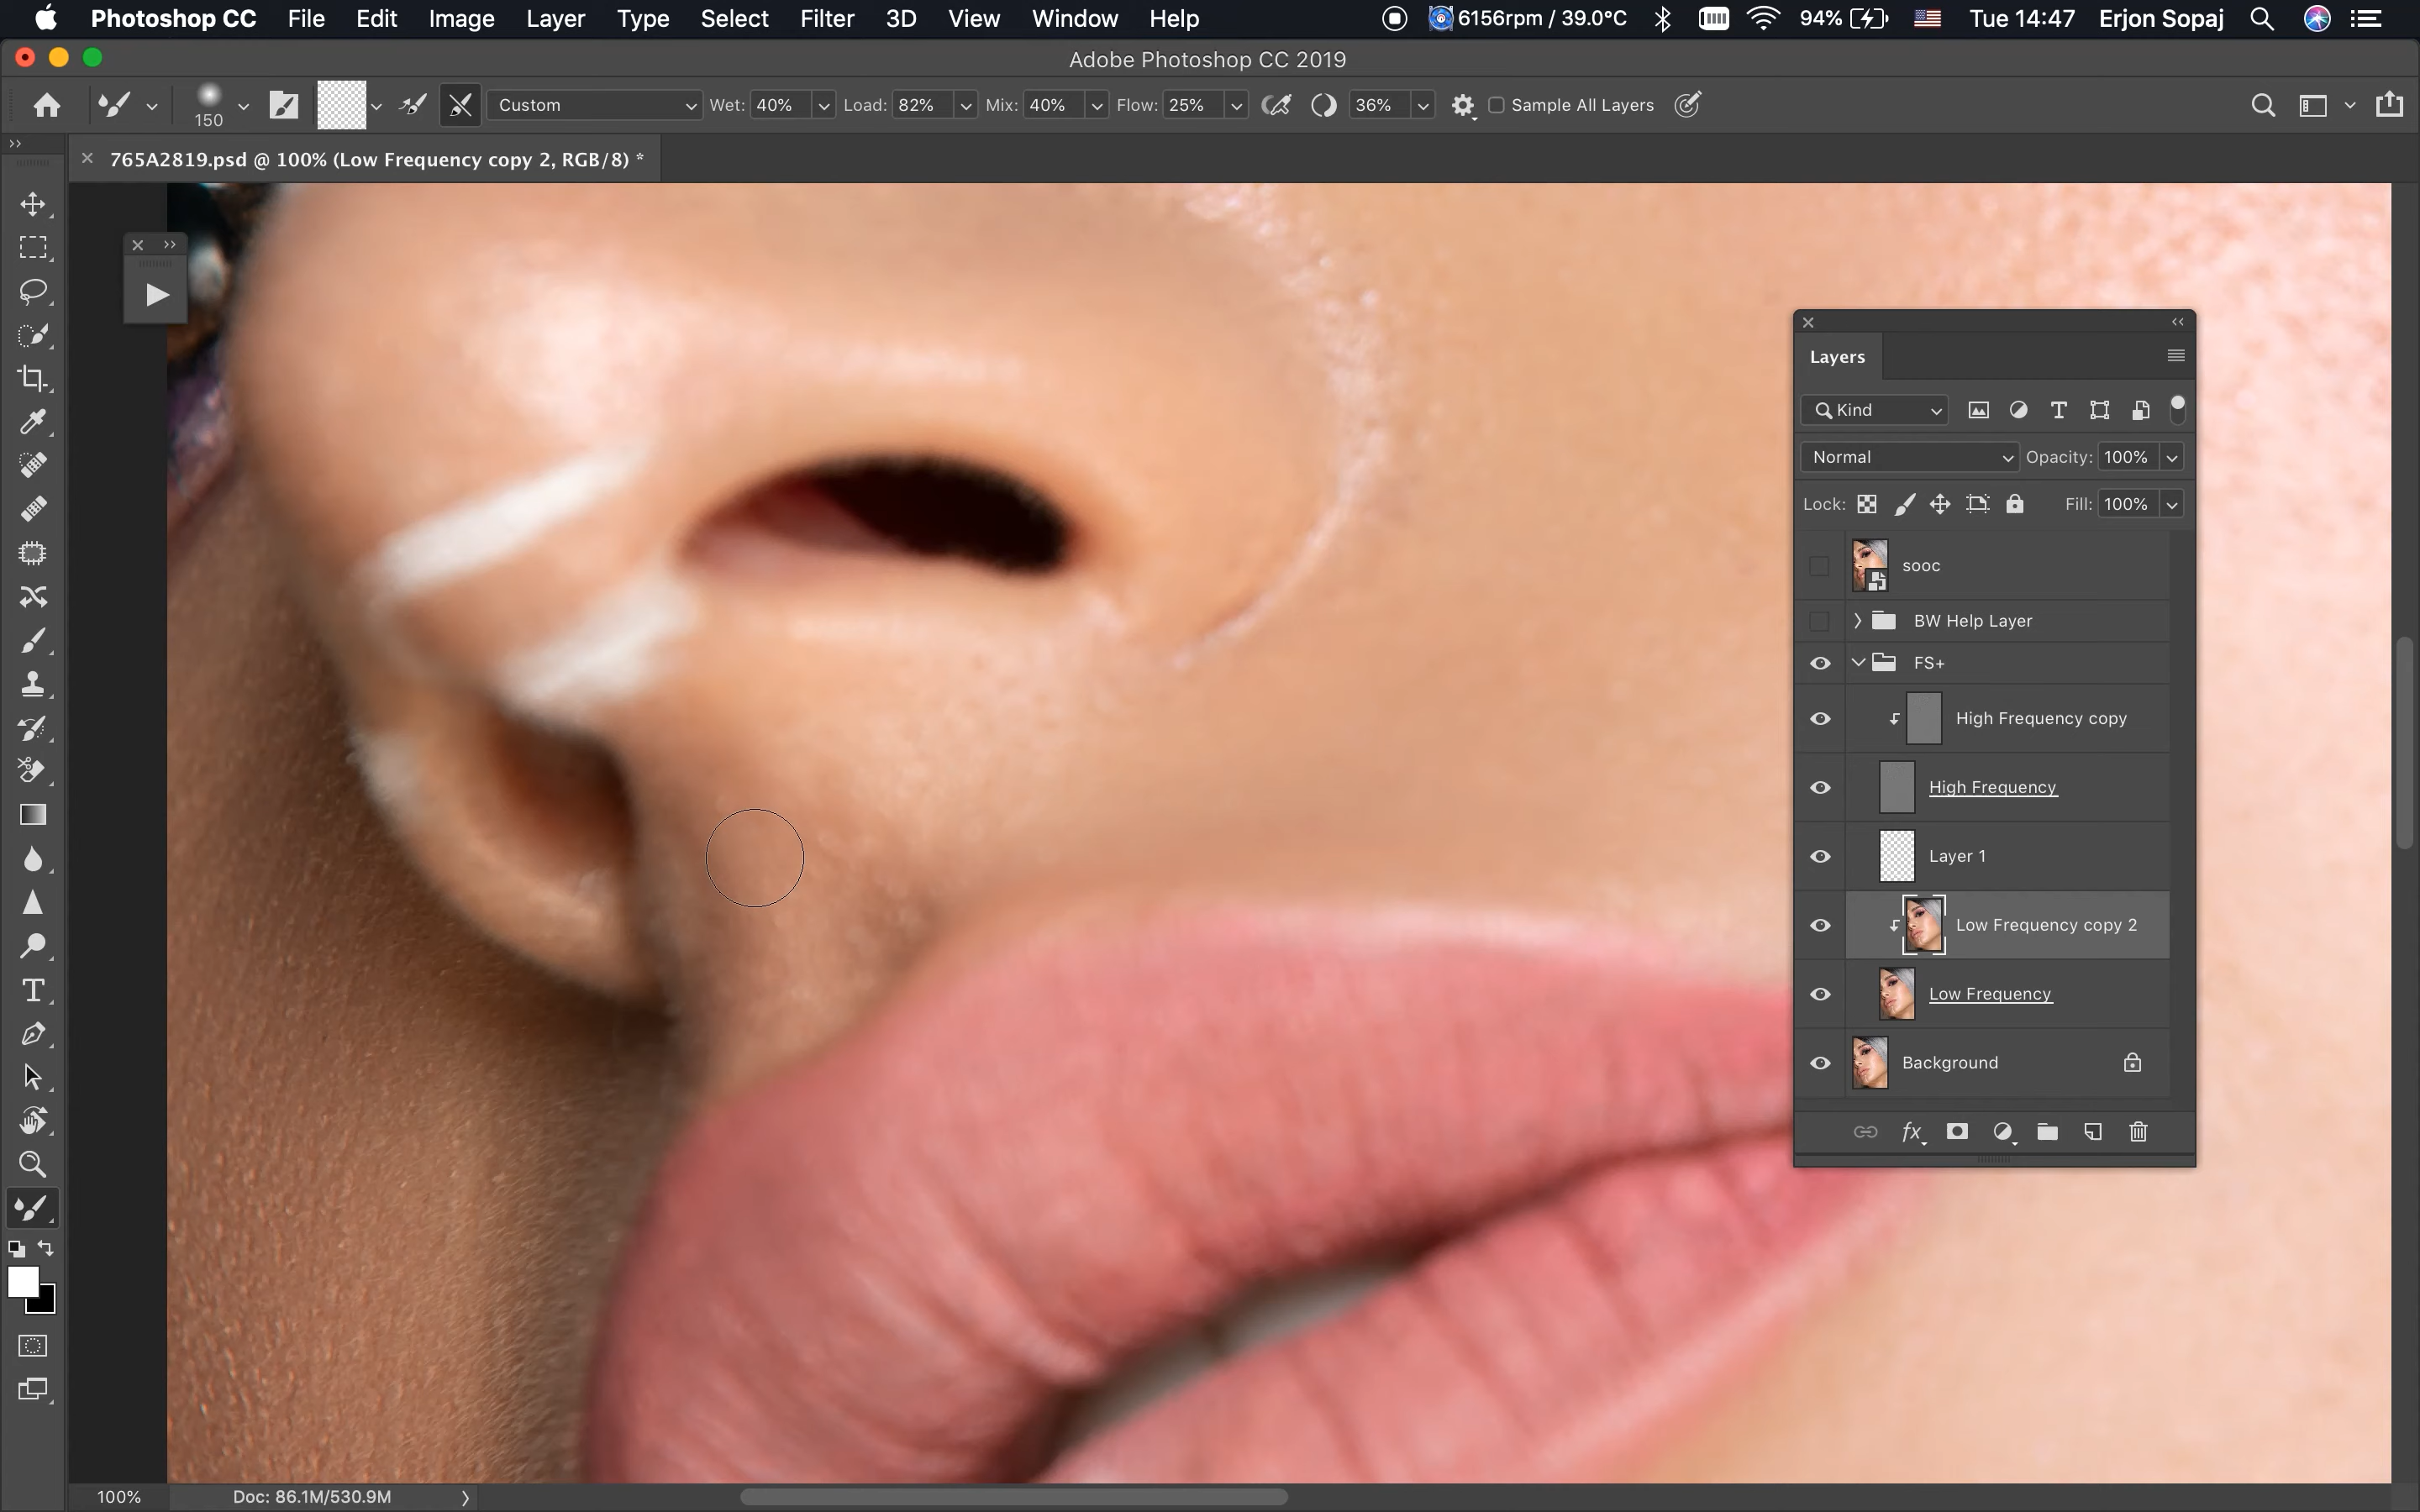 Photoshop CC File Edit Image Layer Type Select Filter 3D View Window Help 6156rpm / 39.0°C 94% Tue 14:47 Erjon Sopaj
Adobe Photoshop CC 2019
150 Custom Wet: 40% Load: 82% Mix: 40% Flow: 25% 36% Sample All Layers
765A2819.psd @ 100% (Low Frequency copy 2, RGB/8) *
Layers
Kind
Normal Opacity: 100%
Lock: Fill: 100%
sooc
BW Help Layer
FS+
High Frequency copy
High Frequency
Layer 1
Low Frequency copy 2
Low Frequency
Background
fx
100% Doc: 86.1M/530.9M